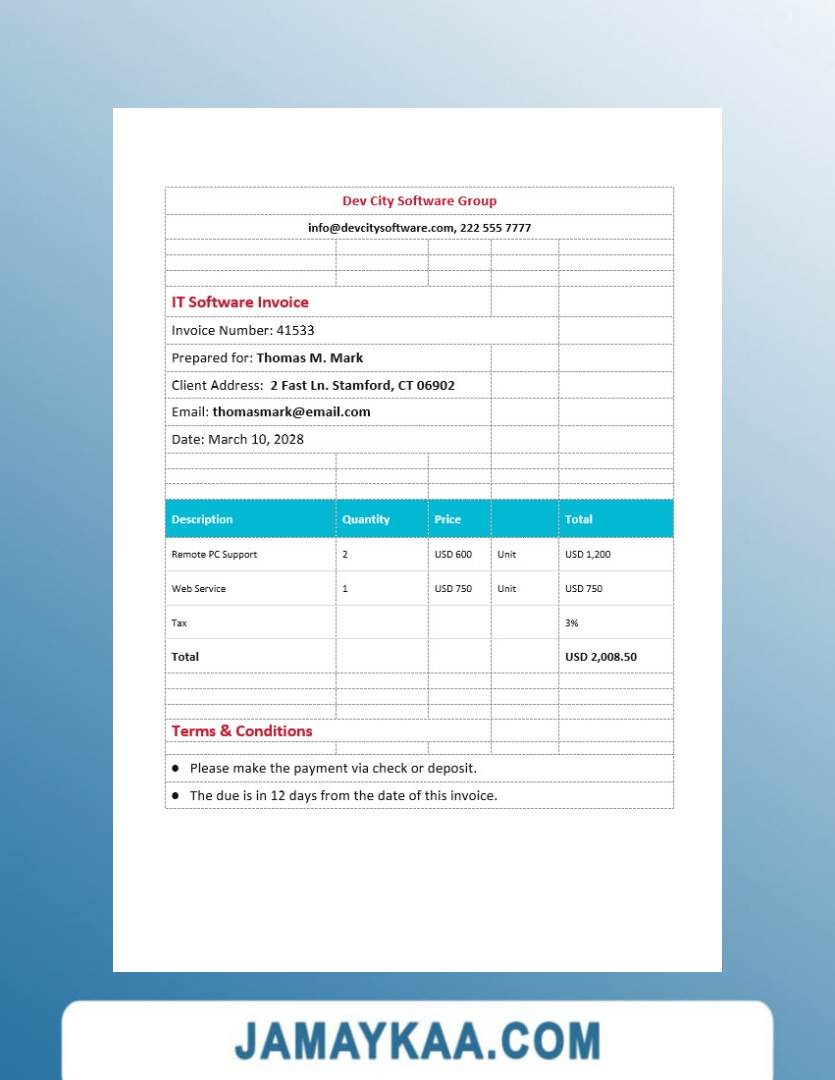 Dev City Software Group
info@devcitysoftware.com, 222 555 7777
IT Software Invoice
Invoice Number: 41533
Prepared for: Thomas M. Mark
Client Address: 2 Fast Ln. Stamford, CT 06902
Email: thomasmark@email.com
Date: March 10, 2028
Description Quantity Price Total
Remote PC Support 2 USD 600 Unit USD 1,200
Web Service 1 USD 750 Unit USD 750
Tax 3%
Total USD 2,008.50
Terms & Conditions
● Please make the payment via check or deposit.
● The due is in 12 days from the date of this invoice.
JAMAYKAA.COM